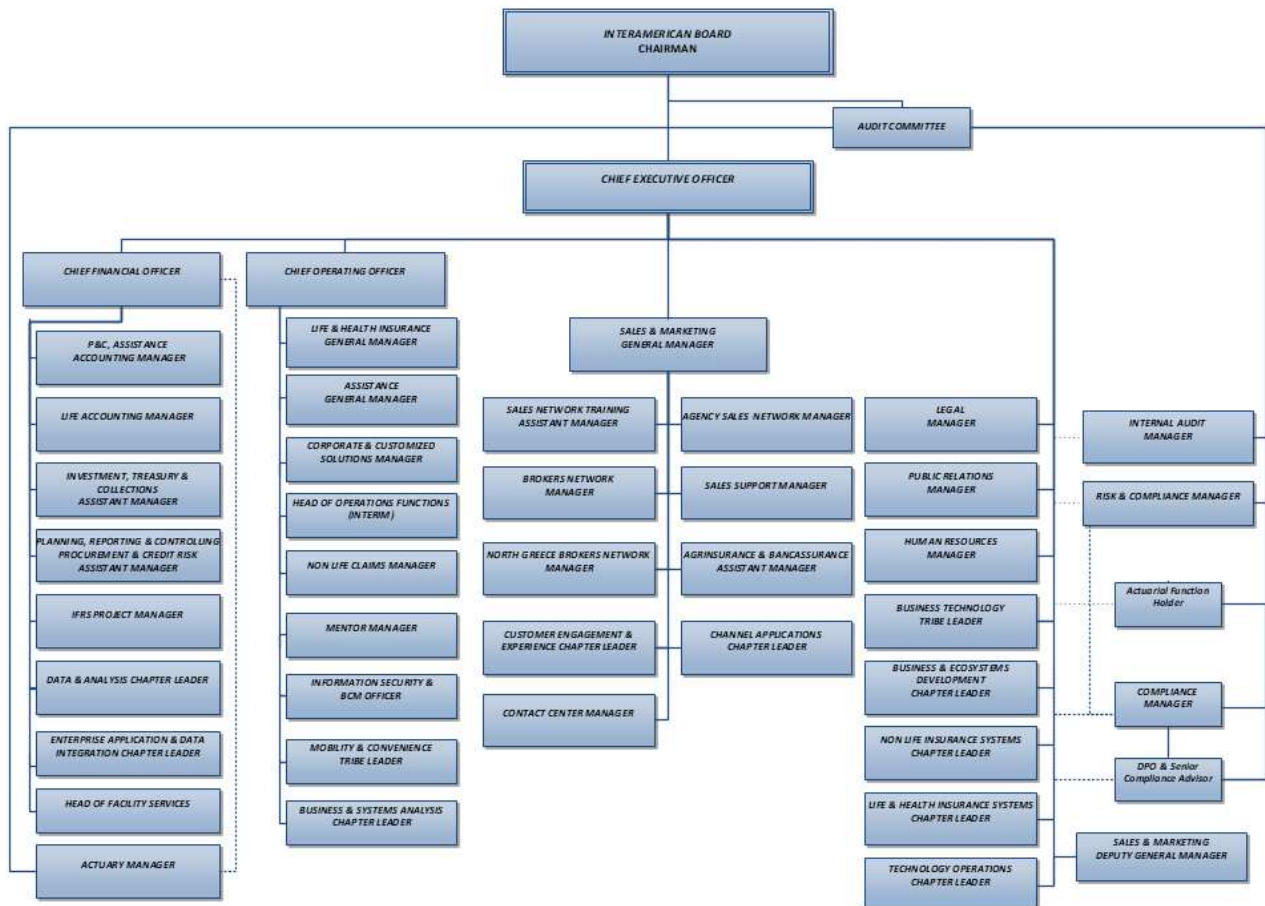 INTERAMERICAN BOARD
CHAIRMAN
AUDIT COMMITTEE
CHIEF EXECUTIVE OFFICER
CHIEF FINANCIAL OFFICER
P&C, ASSISTANCE
ACCOUNTING MANAGER
LIFE ACCOUNTING MANAGER
INVESTMENT, TREASURY &
COLLECTIONS
ASSISTANT MANAGER
PLANNING, REPORTING & CONTROLLING
PROCUREMENT & CREDIT RISK
ASSISTANT MANAGER
IFRS PROJECT MANAGER
DATA & ANALYSIS CHAPTER LEADER
ENTERPRISE APPLICATION & DATA
INTEGRATION CHAPTER LEADER
HEAD OF FACILITY SERVICES
ACTUARY MANAGER
CHIEF OPERATING OFFICER
LIFE & HEALTH INSURANCE
GENERAL MANAGER
ASSISTANCE
GENERAL MANAGER
CORPORATE & CUSTOMIZED
SOLUTIONS MANAGER
HEAD OF OPERATIONS FUNCTIONS
(INTERIM)
NON LIFE CLAIMS MANAGER
MENTOR MANAGER
INFORMATION SECURITY &
BCM OFFICER
MOBILITY & CONVENIENCE
TRIBE LEADER
BUSINESS & SYSTEMS ANALYSIS
CHAPTER LEADER
SALES & MARKETING
GENERAL MANAGER
SALES NETWORK TRAINING
ASSISTANT MANAGER
AGENCY SALES NETWORK MANAGER
BROKERS NETWORK
MANAGER
SALES SUPPORT MANAGER
NORTH GREECE BROKERS NETWORK
MANAGER
AGRINSURANCE & BANCASSURANCE
ASSISTANT MANAGER
CUSTOMER ENGAGEMENT &
EXPERIENCE CHAPTER LEADER
CHANNEL APPLICATIONS
CHAPTER LEADER
CONTACT CENTER MANAGER
LEGAL
MANAGER
PUBLIC RELATIONS
MANAGER
HUMAN RESOURCES
MANAGER
BUSINESS TECHNOLOGY
TRIBE LEADER
BUSINESS & ECOSYSTEMS
DEVELOPMENT
CHAPTER LEADER
NON LIFE INSURANCE SYSTEMS
CHAPTER LEADER
LIFE & HEALTH INSURANCE SYSTEMS
CHAPTER LEADER
TECHNOLOGY OPERATIONS
CHAPTER LEADER
INTERNAL AUDIT
MANAGER
RISK & COMPLIANCE MANAGER
Actuarial Function
Holder
COMPLIANCE
MANAGER
DPO & Senior
Compliance Advisor
SALES & MARKETING
DEPUTY GENERAL MANAGER